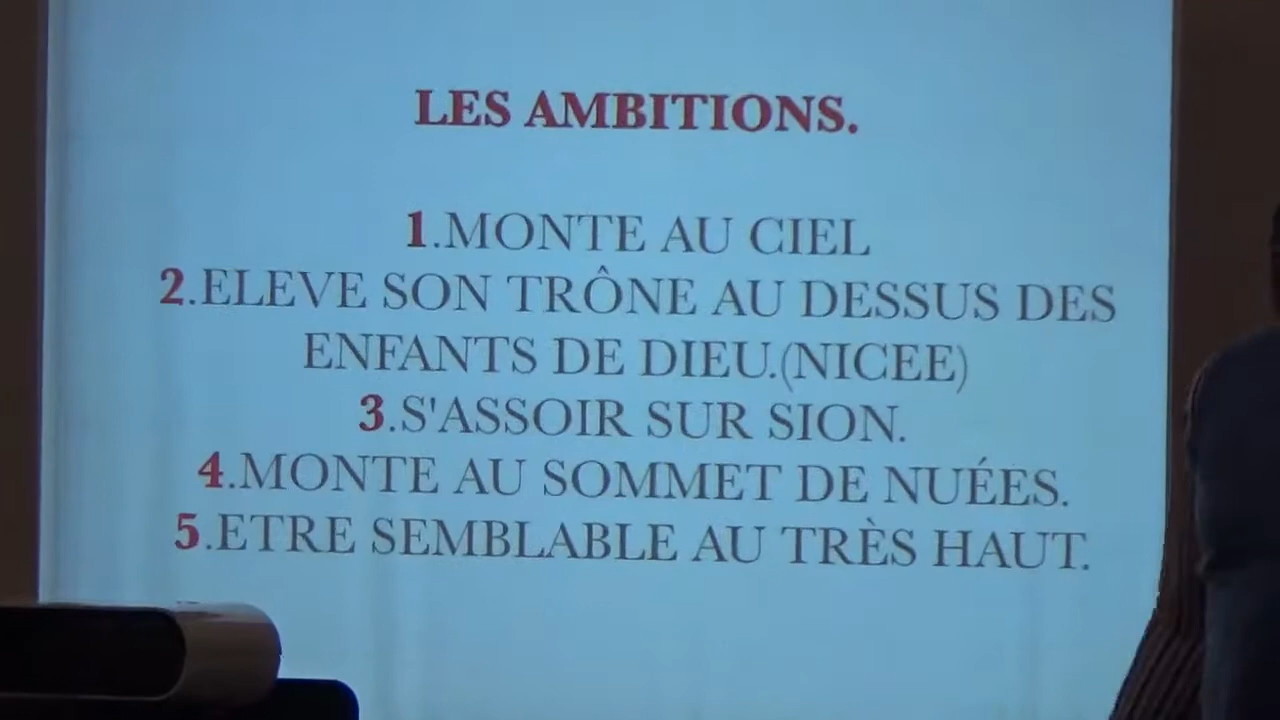 LES AMBITIONS.
1.MONTE AU CIEL
2.ELEVE SON TRÔNE AU DESSUS DES
ENFANTS DE DIEU.(NICEE)
3.S'ASSOIR SUR SION.
4.MONTE AU SOMMET DE NUÉES.
5.ETRE SEMBLABLE AU TRÈS HAUT.